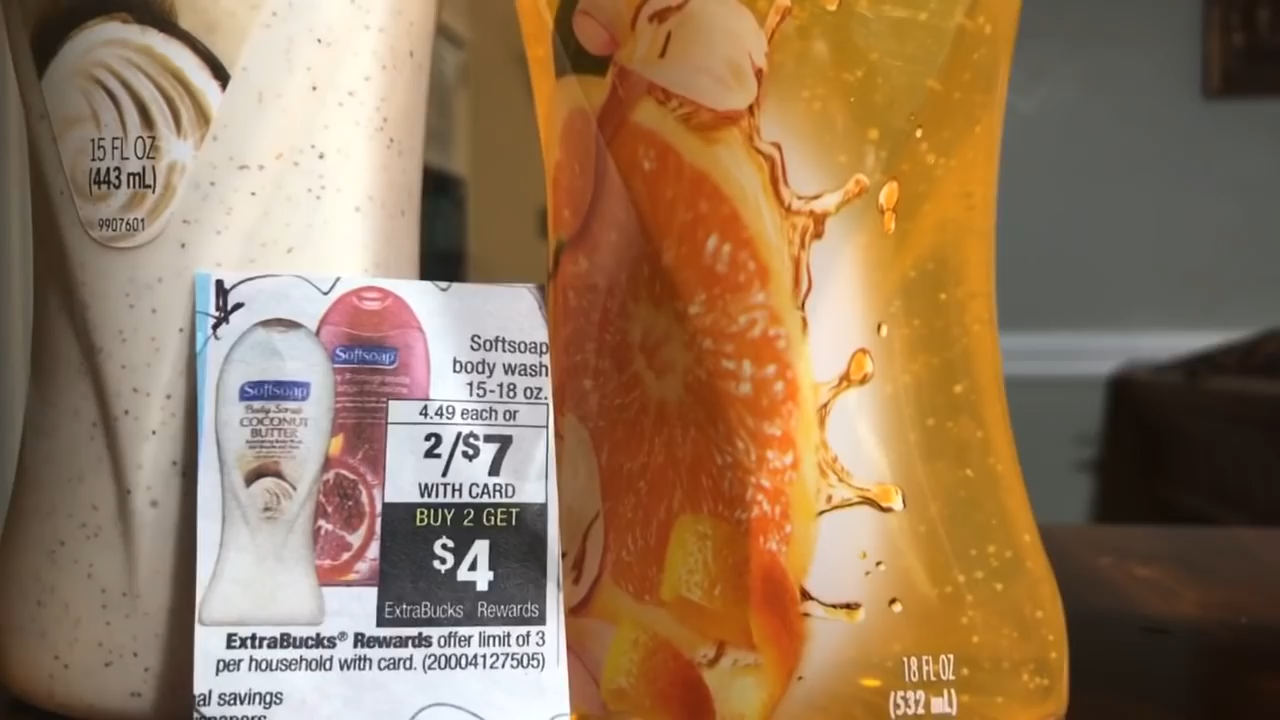 15 FL OZ
(443 mL)
9907601
Softsoap
Softsoap
Body Scrub
COCONUT
BUTTER
Softsoap
body wash
15-18 oz.
4.49 each or
2/$7
WITH CARD
BUY 2 GET
$4
ExtraBucks Rewards
ExtraBucks® Rewards offer limit of 3
per household with card. (20004127505)
al savings
18 FL OZ
(532 mL)